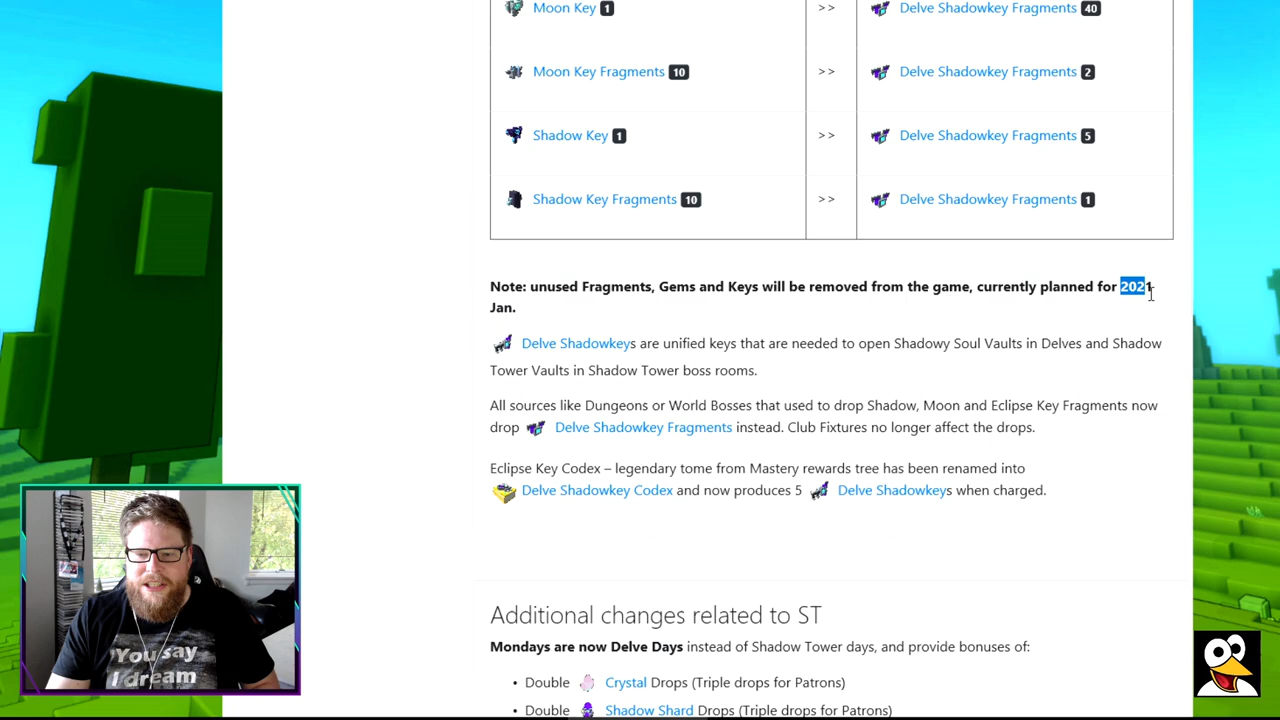 Moon Key 1 >> Delve Shadowkey Fragments 40
Moon Key Fragments 10 >> Delve Shadowkey Fragments 2
Shadow Key 1 >> Delve Shadowkey Fragments 5
Shadow Key Fragments 10 >> Delve Shadowkey Fragments 1
Note: unused Fragments, Gems and Keys will be removed from the game, currently planned for 2021
Jan.
Delve Shadowkeys are unified keys that are needed to open Shadowy Soul Vaults in Delves and Shadow
Tower Vaults in Shadow Tower boss rooms.
All sources like Dungeons or World Bosses that used to drop Shadow, Moon and Eclipse Key Fragments now
drop Delve Shadowkey Fragments instead. Club Fixtures no longer affect the drops.
Eclipse Key Codex – legendary tome from Mastery rewards tree has been renamed into
Delve Shadowkey Codex and now produces 5 Delve Shadowkeys when charged.
Additional changes related to ST
Mondays are now Delve Days instead of Shadow Tower days, and provide bonuses of:
• Double Crystal Drops (Triple drops for Patrons)
• Double Shadow Shard Drops (Triple drops for Patrons)
You say
I dream